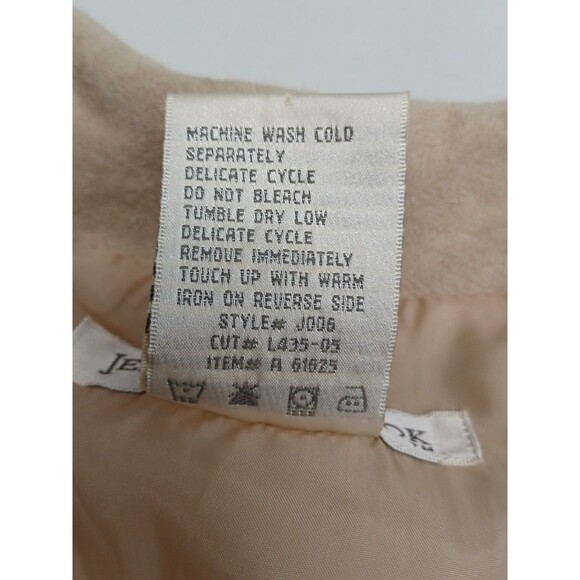 MACHINE WASH COLD
SEPARATELY
DELICATE CYCLE
DO NOT BLEACH
TUMBLE DRY LOW
DELICATE CYCLE
REMOVE IMMEDIATELY
TOUCH UP WITH WARM
IRON ON REVERSE SIDE
STYLE# J006
CUT# L435-05
ITEM# A 61625